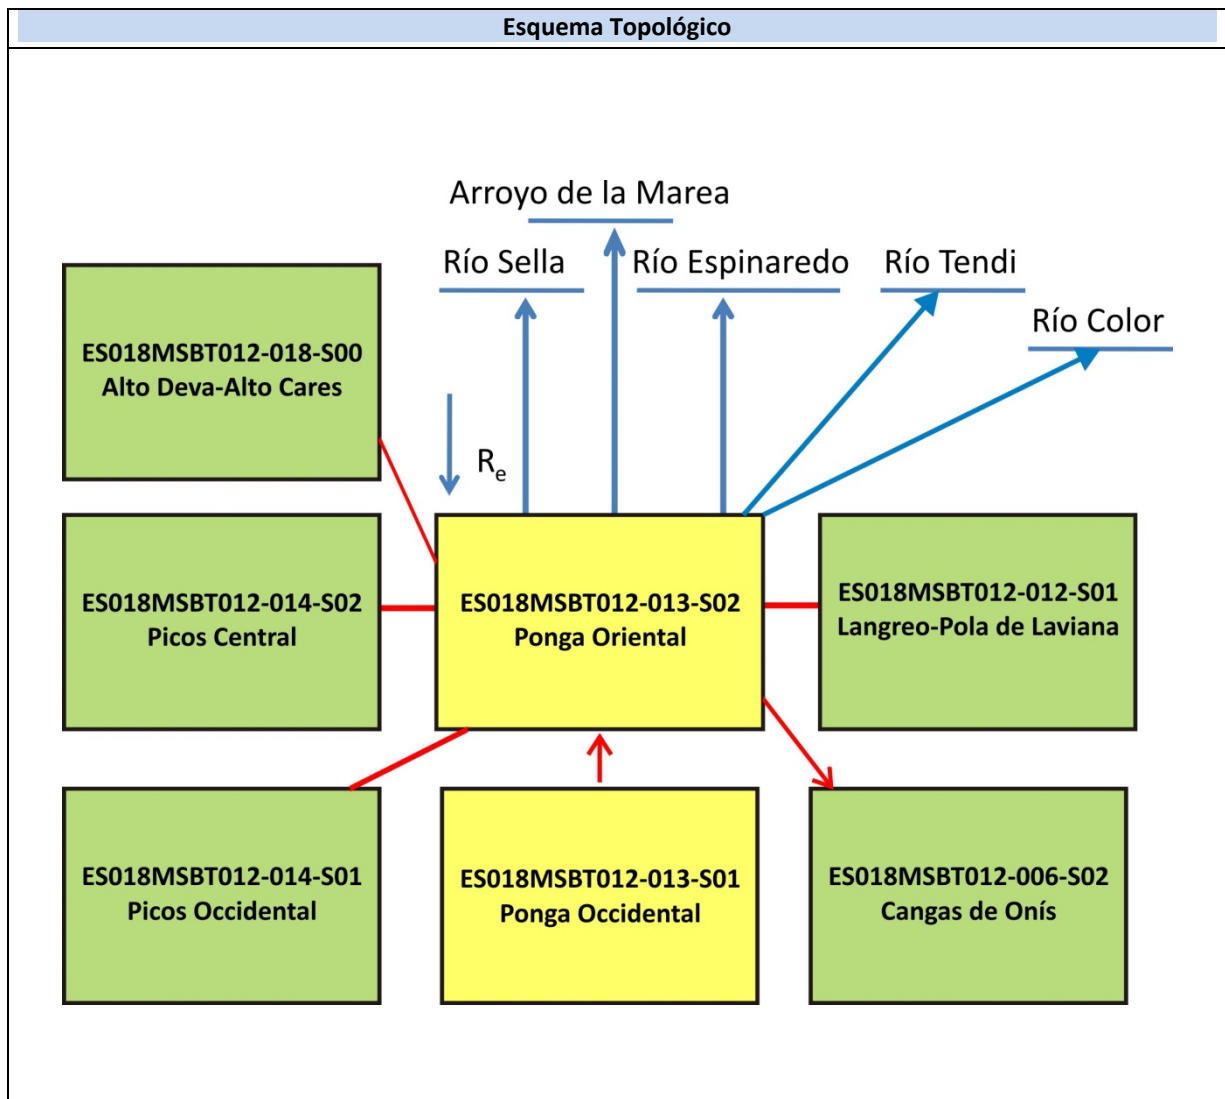 Esquema Topológico
Arroyo de la Marea
Río Sella
Río Espinaredo
Río Tendi
Río Color
ES018MSBT012-018-S00
Alto Deva-Alto Cares
Re
ES018MSBT012-014-S02
Picos Central
ES018MSBT012-013-S02
Ponga Oriental
ES018MSBT012-012-S01
Langreo-Pola de Laviana
ES018MSBT012-014-S01
Picos Occidental
ES018MSBT012-013-S01
Ponga Occidental
ES018MSBT012-006-S02
Cangas de Onís